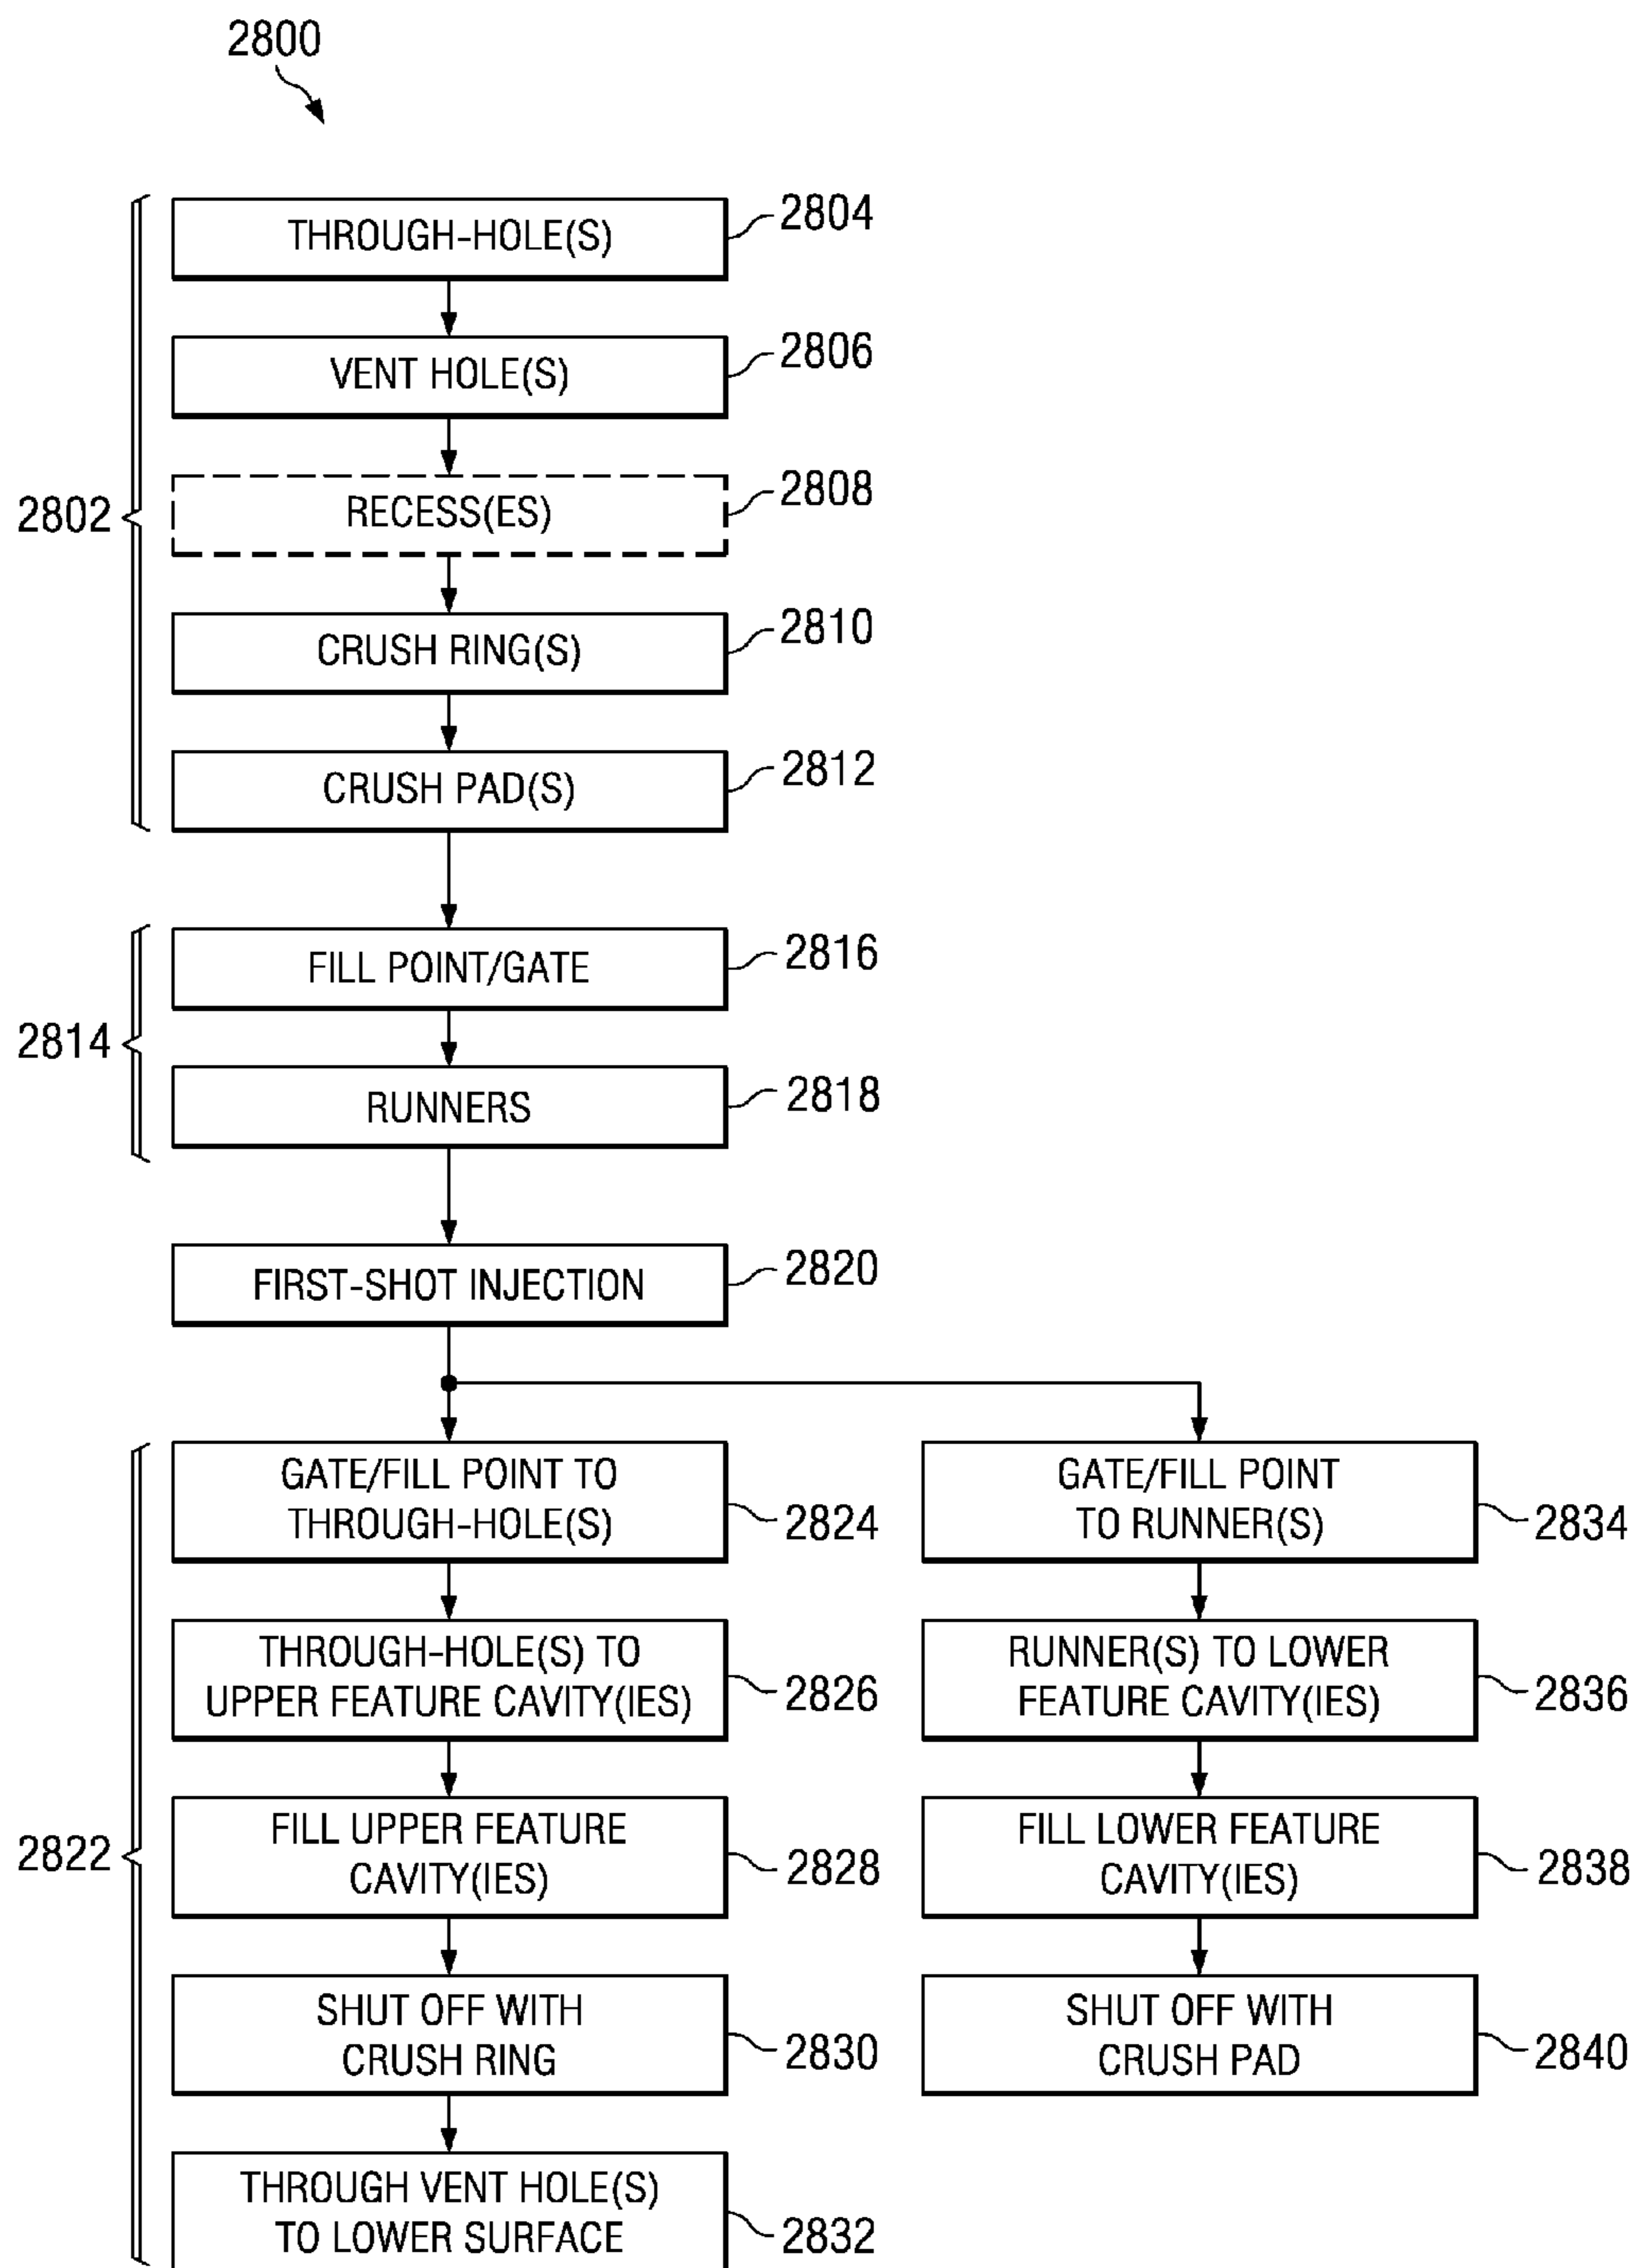 2800
THROUGH-HOLE(S)
2804
VENT HOLE(S)
2806
2802
RECESS(ES)
2808
CRUSH RING(S)
2810
CRUSH PAD(S)
2812
2814
FILL POINT/GATE
2816
RUNNERS
2818
FIRST-SHOT INJECTION
2820
2822
GATE/FILL POINT TO
THROUGH-HOLE(S)
2824
THROUGH-HOLE(S) TO
UPPER FEATURE CAVITY(IES)
2826
FILL UPPER FEATURE
CAVITY(IES)
2828
SHUT OFF WITH
CRUSH RING
2830
THROUGH VENT HOLE(S)
TO LOWER SURFACE
2832
GATE/FILL POINT
TO RUNNER(S)
2834
RUNNER(S) TO LOWER
FEATURE CAVITY(IES)
2836
FILL LOWER FEATURE
CAVITY(IES)
2838
SHUT OFF WITH
CRUSH PAD
2840